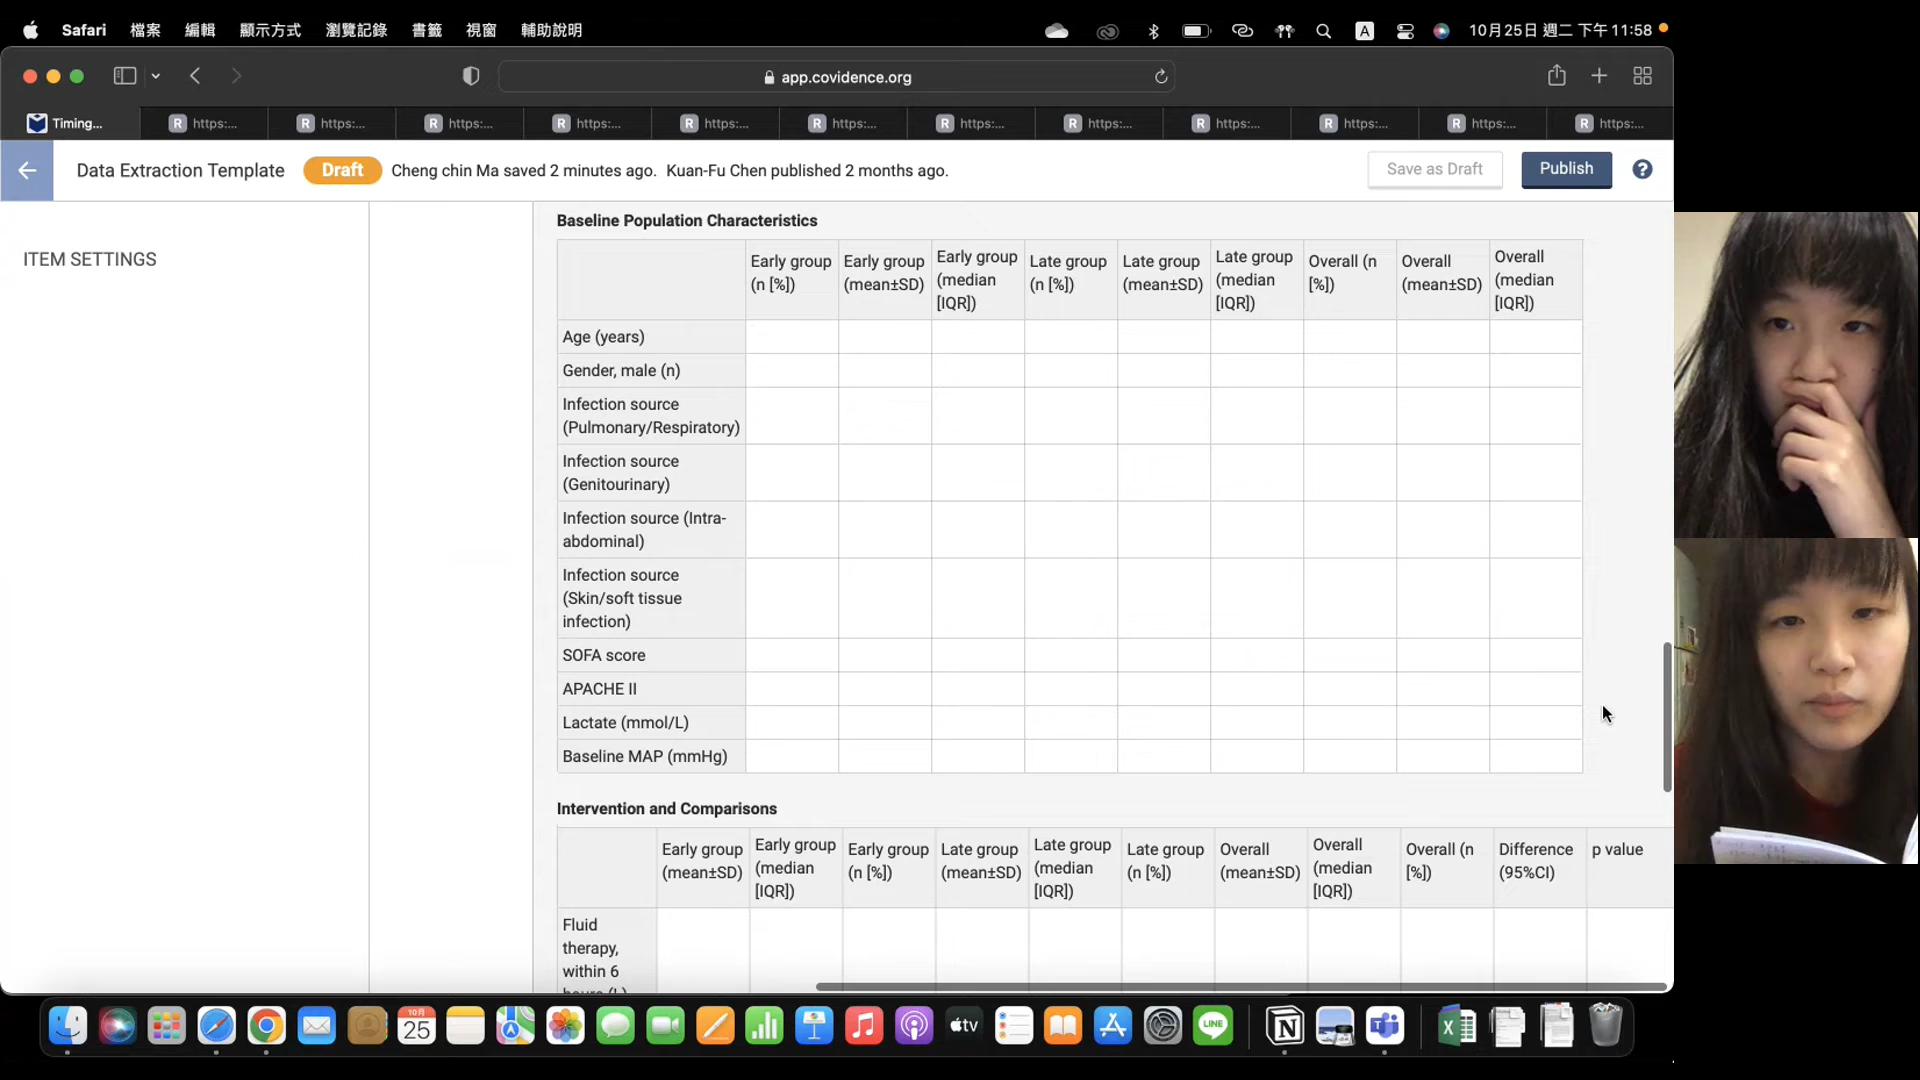 Safari 檔案 編輯 顯示方式 瀏覽記錄 書籤 視窗 輔助說明 A 10月25日 週二 下午 11:58
app.covidence.org
Timing... R https:... R https:... R https:... R https:... R https:... R https:... R https:... R https:... R https:... R https:... R https:... R https:...
Data Extraction Template Draft Cheng chin Ma saved 2 minutes ago. Kuan-Fu Chen published 2 months ago. Save as Draft Publish ?
ITEM SETTINGS
Baseline Population Characteristics
Early group (n [%]) Early group (mean±SD) Early group (median [IQR]) Late group (n [%]) Late group (mean±SD) Late group (median [IQR]) Overall (n [%]) Overall (mean±SD) Overall (median [IQR])
Age (years)
Gender, male (n)
Infection source
(Pulmonary/Respiratory)
Infection source
(Genitourinary)
Infection source (Intra-
abdominal)
Infection source
(Skin/soft tissue
infection)
SOFA score
APACHE II
Lactate (mmol/L)
Baseline MAP (mmHg)
Intervention and Comparisons
Early group (mean±SD) Early group (median [IQR]) Early group (n [%]) Late group (mean±SD) Late group (median [IQR]) Late group (n [%]) Overall (mean±SD) Overall (median [IQR]) Overall (n [%]) Difference (95%CI) p value
Fluid
therapy,
within 6
hours (L)
10月
25
tv
LINE